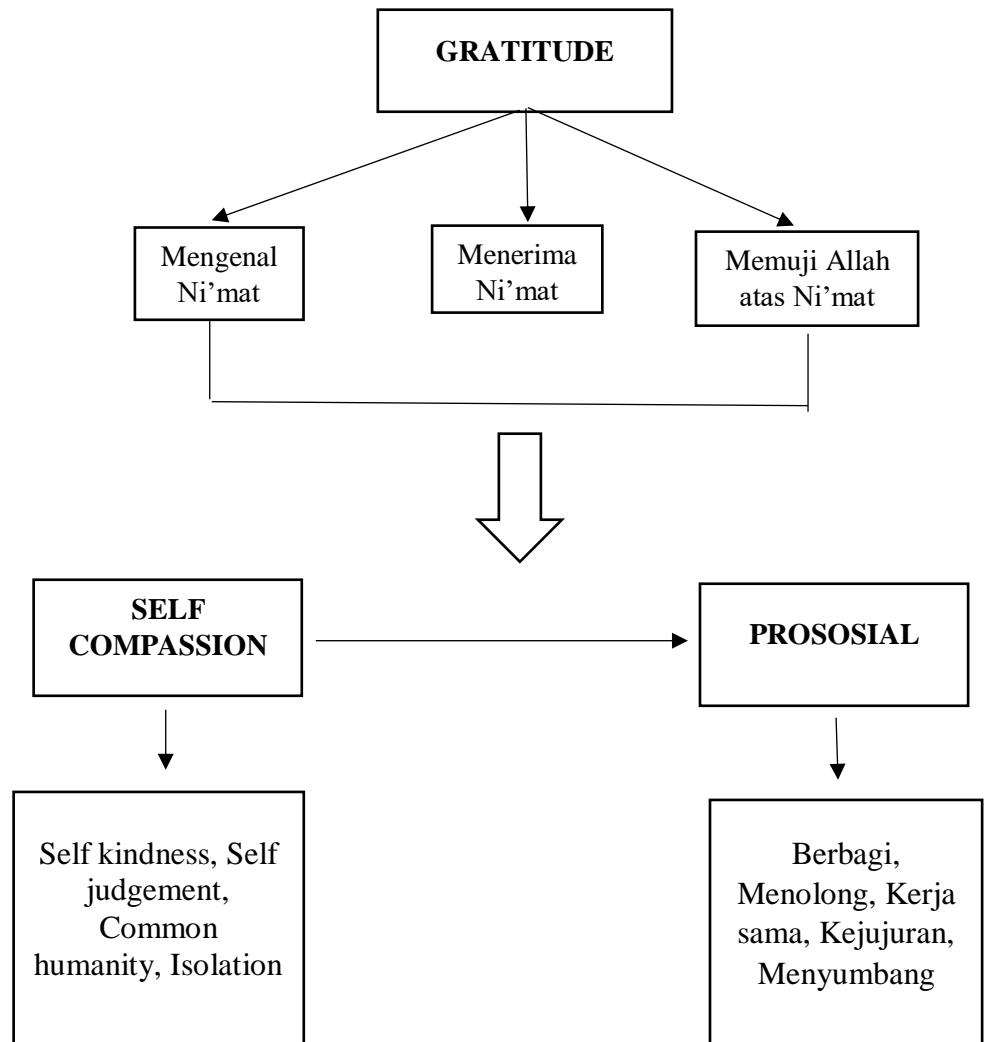 GRATITUDE
Mengenal
Ni’mat
Menerima
Ni’mat
Memuji Allah
atas Ni’mat
SELF
COMPASSION
PROSOSIAL
Self kindness, Self
judgement,
Common
humanity, Isolation
Berbagi,
Menolong, Kerja
sama, Kejujuran,
Menyumbang